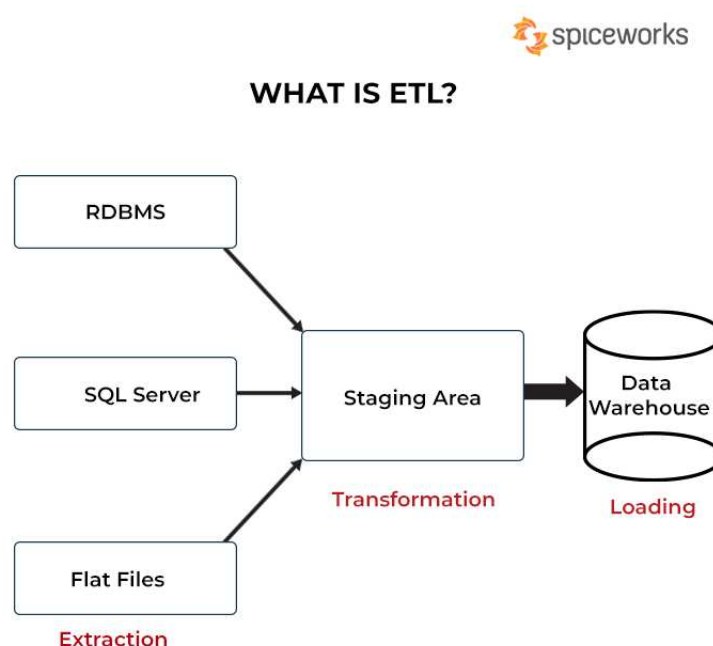 spiceworks
WHAT IS ETL?
RDBMS
SQL Server
Staging Area
Data
Warehouse
Transformation
Loading
Flat Files
Extraction